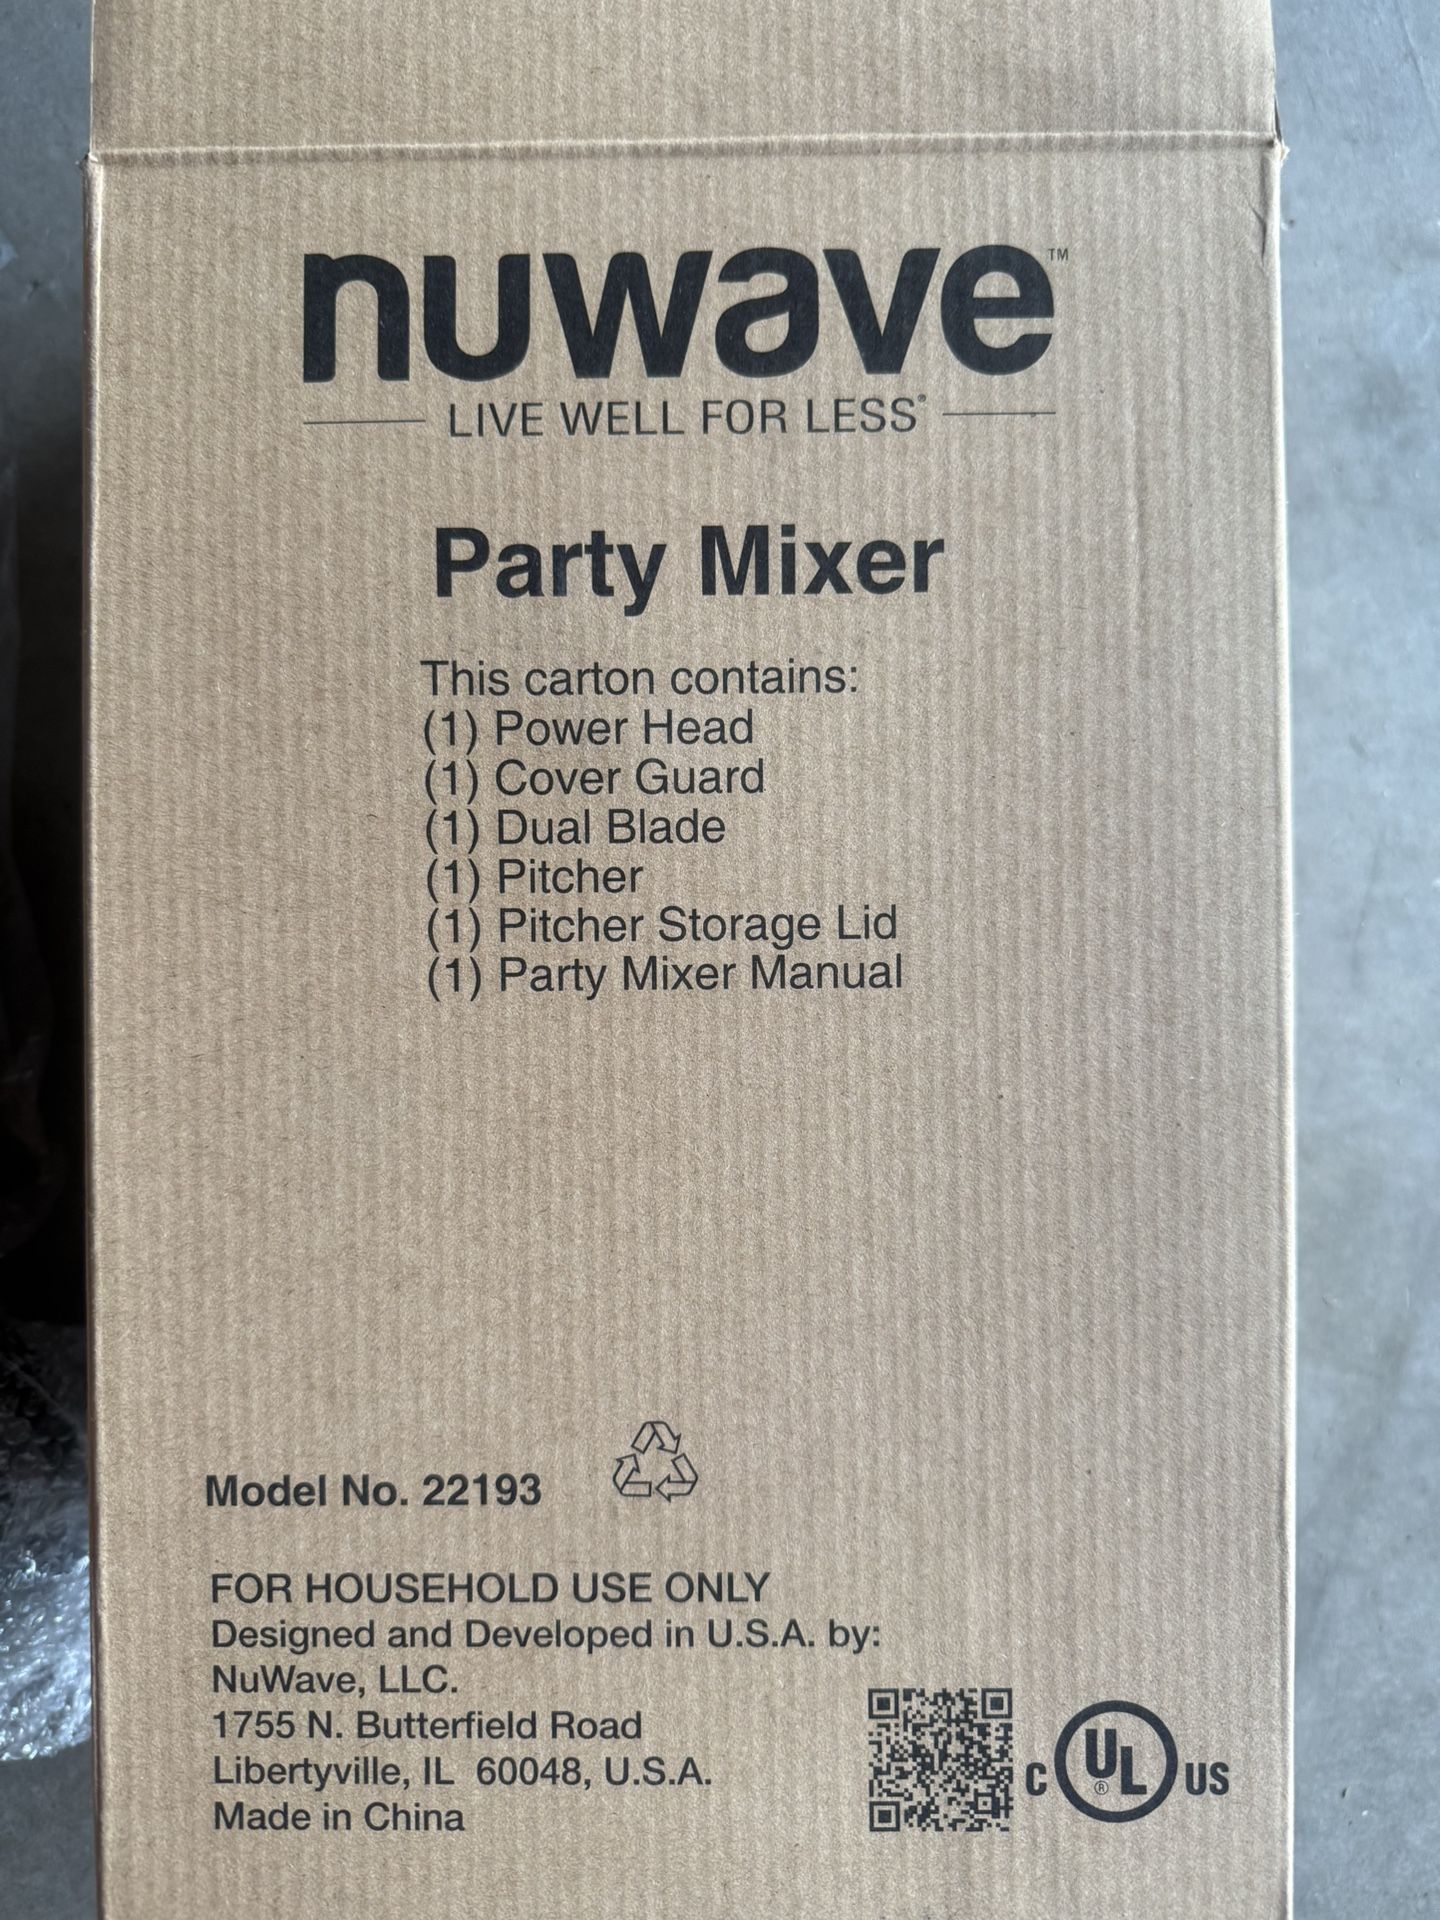 nuwave™
LIVE WELL FOR LESS®
Party Mixer
This carton contains:
(1) Power Head
(1) Cover Guard
(1) Dual Blade
(1) Pitcher
(1) Pitcher Storage Lid
(1) Party Mixer Manual
Model No. 22193
FOR HOUSEHOLD USE ONLY
Designed and Developed in U.S.A. by:
NuWave, LLC.
1755 N. Butterfield Road
Libertyville, IL 60048, U.S.A.
Made in China
C UL® US